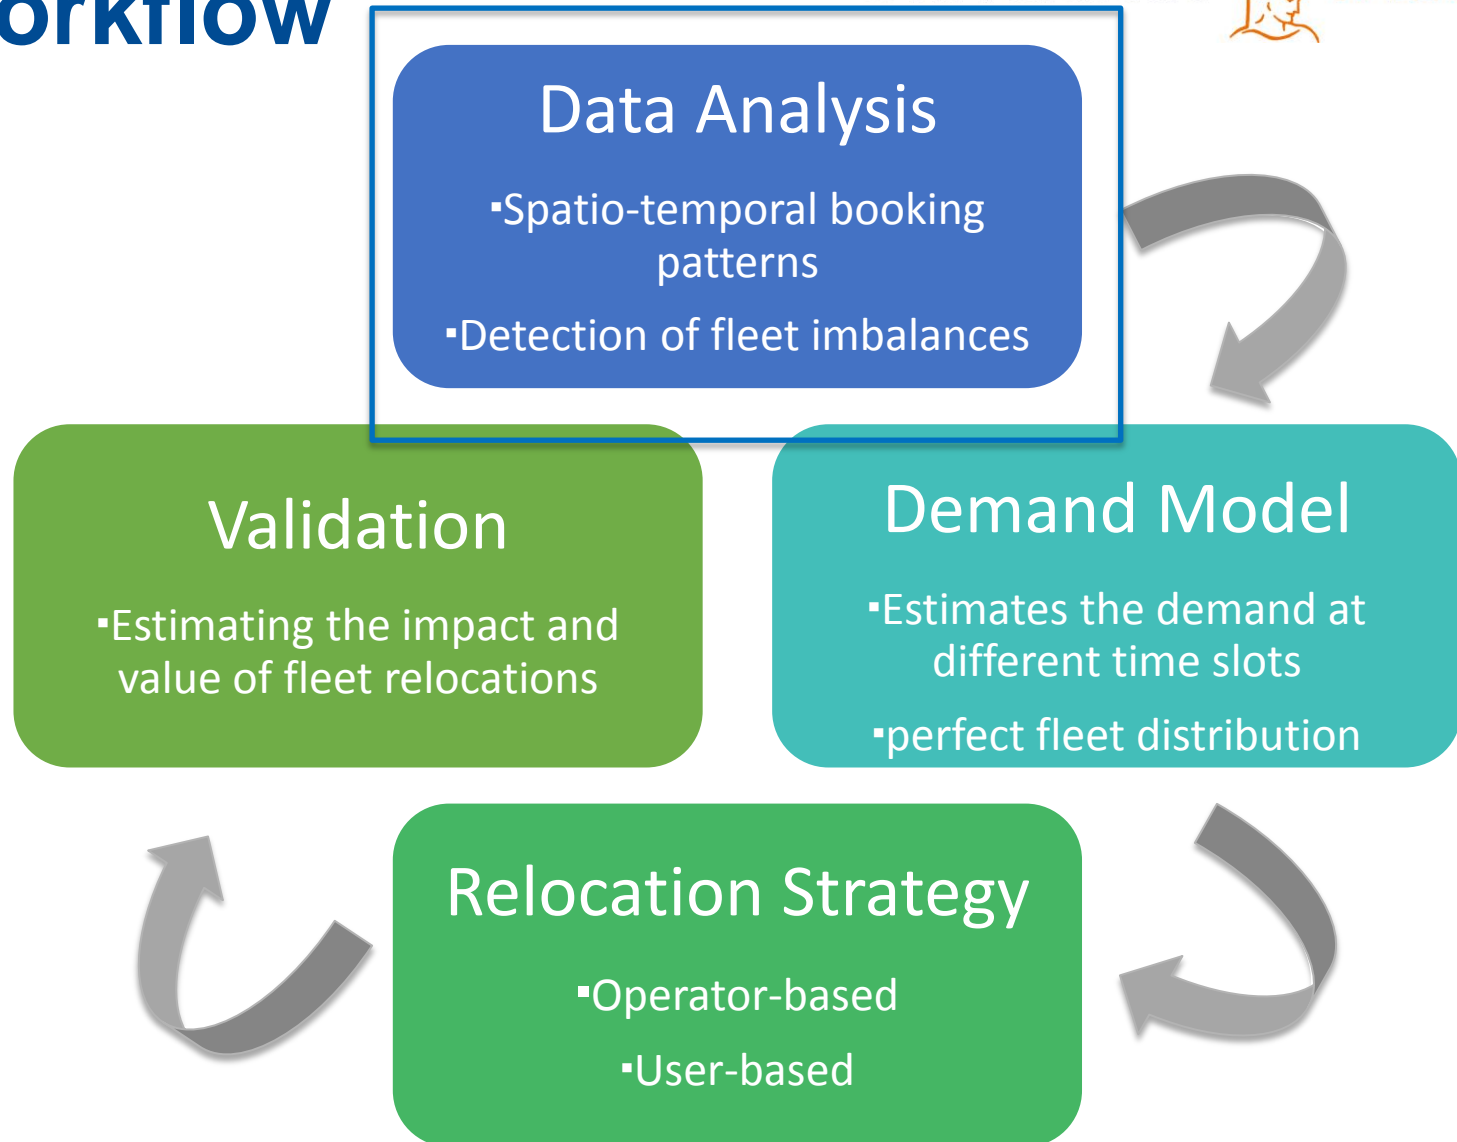 orkflow
Data Analysis
▪Spatio-temporal booking
patterns
▪Detection of fleet imbalances
Validation
▪Estimating the impact and
value of fleet relocations
Demand Model
▪Estimates the demand at
different time slots
▪perfect fleet distribution
Relocation Strategy
▪Operator-based
▪User-based